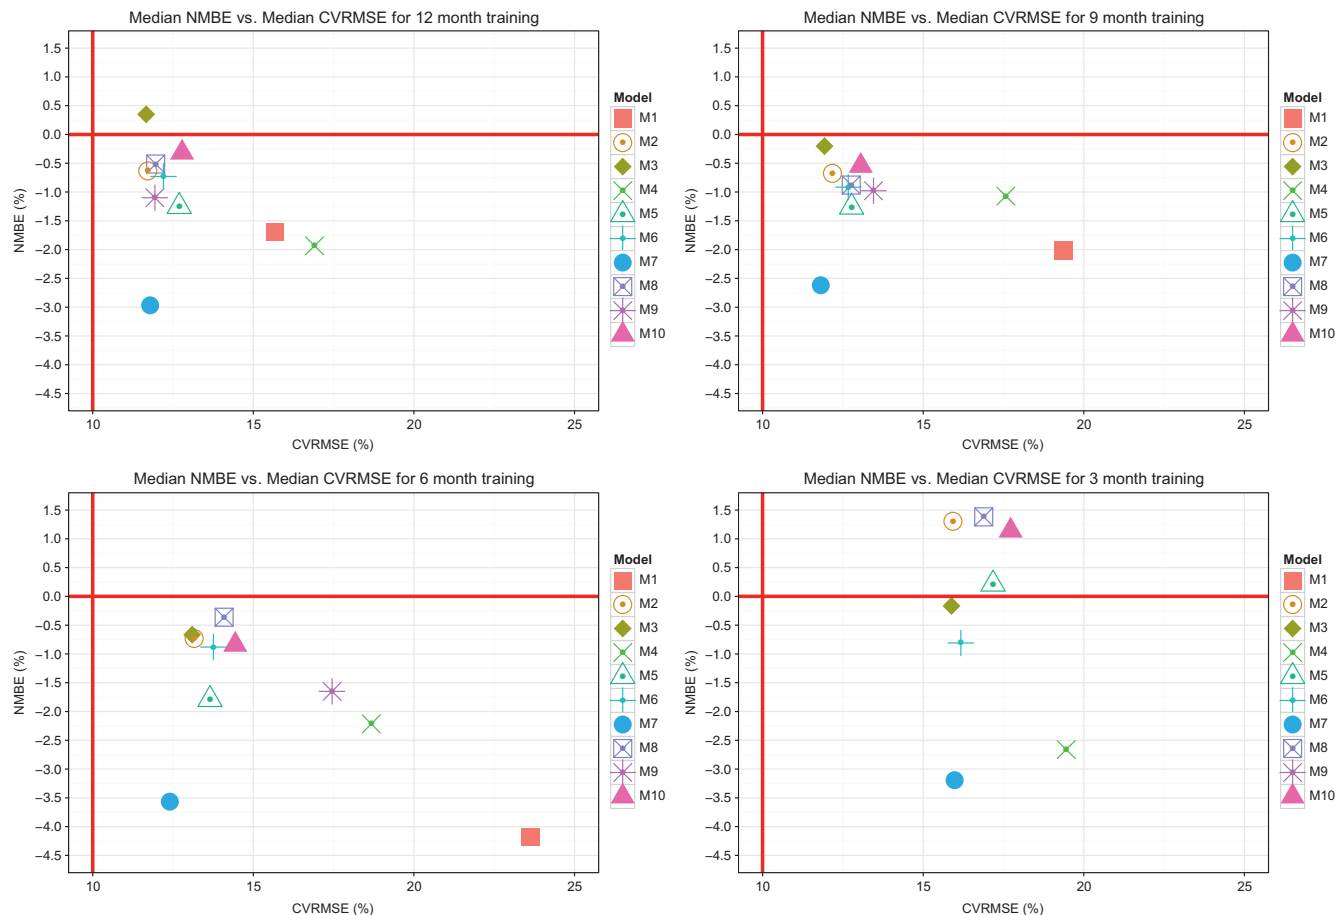 Median NMBE vs. Median CVRMSE for 12 month training
1.5
1.0
0.5
0.0
−0.5
−1.0
−1.5
−2.0
−2.5
−3.0
−3.5
−4.0
−4.5
NMBE (%)
10 15 20 25
CVRMSE (%)
Model
M1
M2
M3
M4
M5
M6
M7
M8
M9
M10
Median NMBE vs. Median CVRMSE for 9 month training
1.5
1.0
0.5
0.0
−0.5
−1.0
−1.5
−2.0
−2.5
−3.0
−3.5
−4.0
−4.5
NMBE (%)
10 15 20 25
CVRMSE (%)
Model
M1
M2
M3
M4
M5
M6
M7
M8
M9
M10
Median NMBE vs. Median CVRMSE for 6 month training
1.5
1.0
0.5
0.0
−0.5
−1.0
−1.5
−2.0
−2.5
−3.0
−3.5
−4.0
−4.5
NMBE (%)
10 15 20 25
CVRMSE (%)
Model
M1
M2
M3
M4
M5
M6
M7
M8
M9
M10
Median NMBE vs. Median CVRMSE for 3 month training
1.5
1.0
0.5
0.0
−0.5
−1.0
−1.5
−2.0
−2.5
−3.0
−3.5
−4.0
−4.5
NMBE (%)
10 15 20 25
CVRMSE (%)
Model
M1
M2
M3
M4
M5
M6
M7
M8
M9
M10